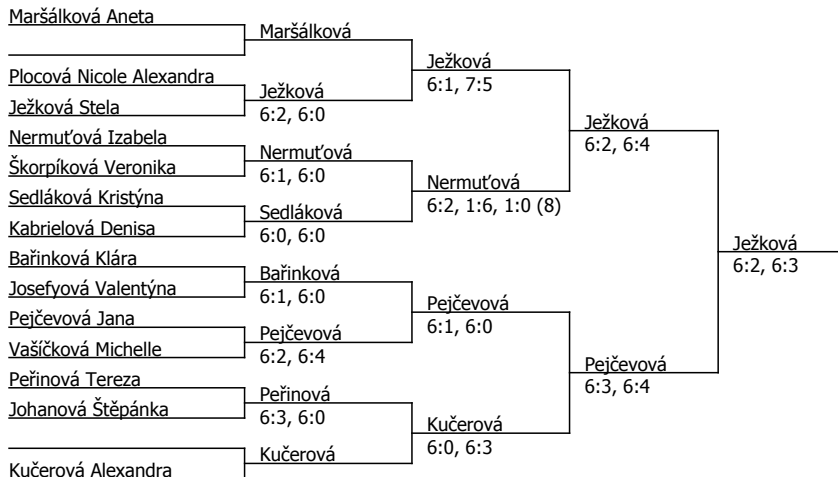 Maršálková Aneta
Maršálková
Ježková
6:1, 7:5
Plocová Nicole Alexandra
Ježková
6:2, 6:0
Ježková Stela
Ježková
6:2, 6:4
Nermuťová Izabela
Nermuťová
6:1, 6:0
Škorpíková Veronika
Nermuťová
6:2, 1:6, 1:0 (8)
Sedláková Kristýna
Sedláková
6:0, 6:0
Kabrielová Denisa
Ježková
6:2, 6:3
Bařinková Klára
Bařinková
6:1, 6:0
Josefyová Valentýna
Pejčevová
6:1, 6:0
Pejčevová Jana
Pejčevová
6:2, 6:4
Vašíčková Michelle
Pejčevová
6:3, 6:4
Peřinová Tereza
Peřinová
6:3, 6:0
Johanová Štěpánka
Kučerová
6:0, 6:3
Kučerová
Kučerová Alexandra